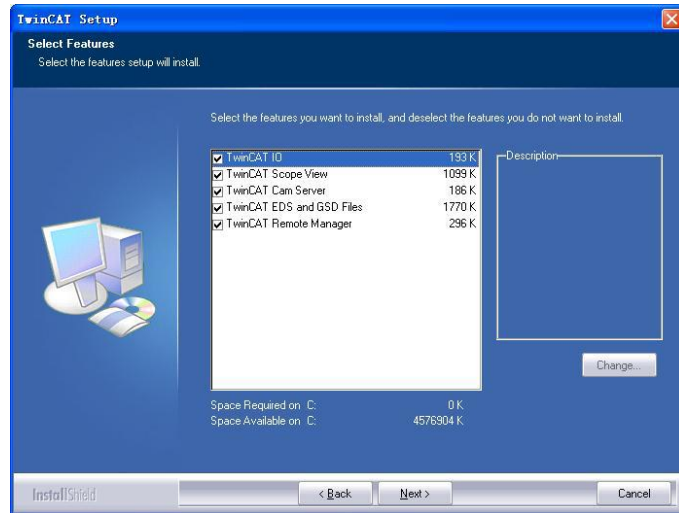 TwinCAT Setup
Select Features
Select the features setup will install.
Select the features you want to install, and deselect the features you do not want to install.
TwinCAT IO 193 K
TwinCAT Scope View 1099 K
TwinCAT Cam Server 186 K
TwinCAT EDS and GSD Files 1770 K
TwinCAT Remote Manager 296 K
Description
Change...
Space Required on C: 0 K
Space Available on C: 4576904 K
InstallShield
< Back
Next >
Cancel